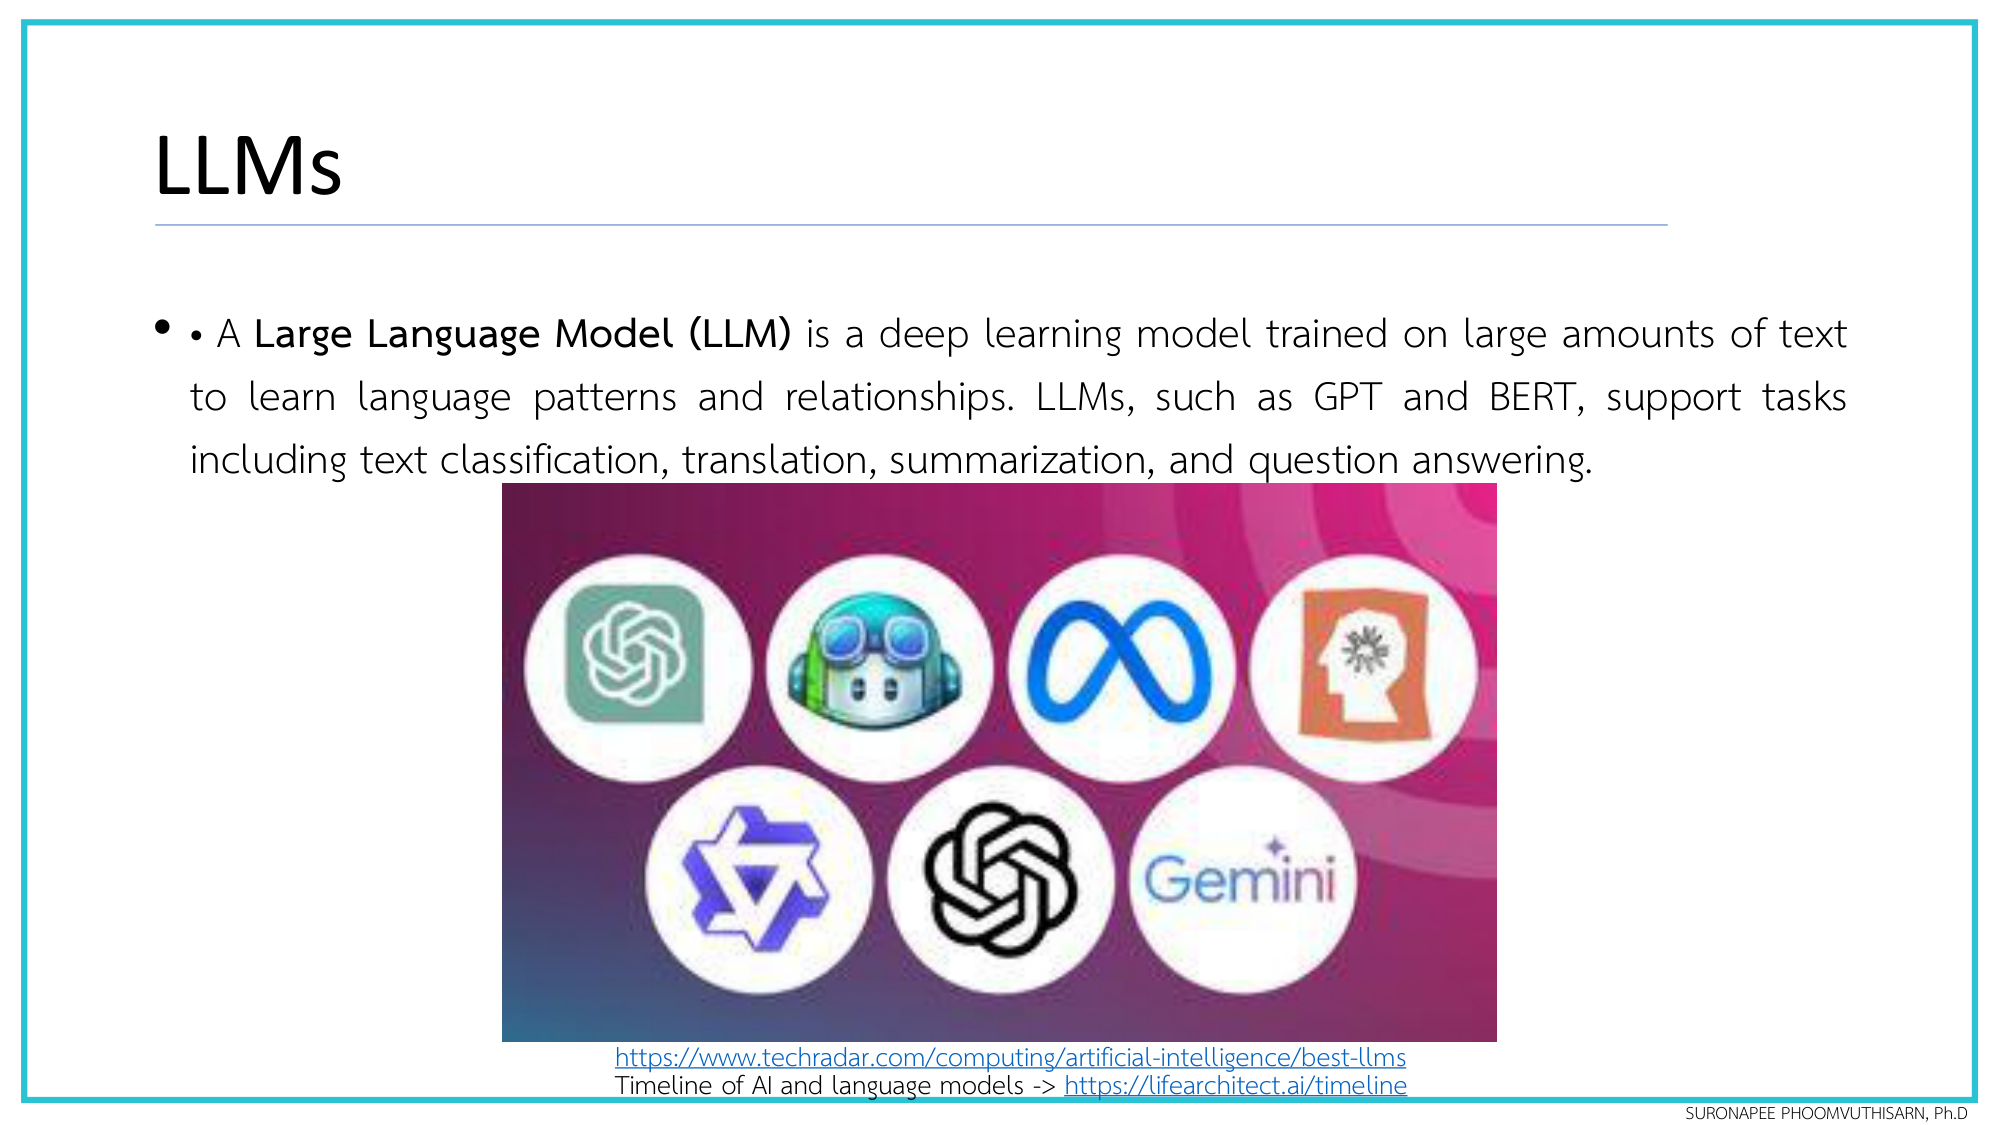 LLMs
• • A Large Language Model (LLM) is a deep learning model trained on large amounts of text
to learn language patterns and relationships. LLMs, such as GPT and BERT, support tasks
including text classification, translation, summarization, and question answering.
Gemini
https://www.techradar.com/computing/artificial-intelligence/best-llms
Timeline of AI and language models -> https://lifearchitect.ai/timeline
SURONAPEE PHOOMVUTHISARN, Ph.D